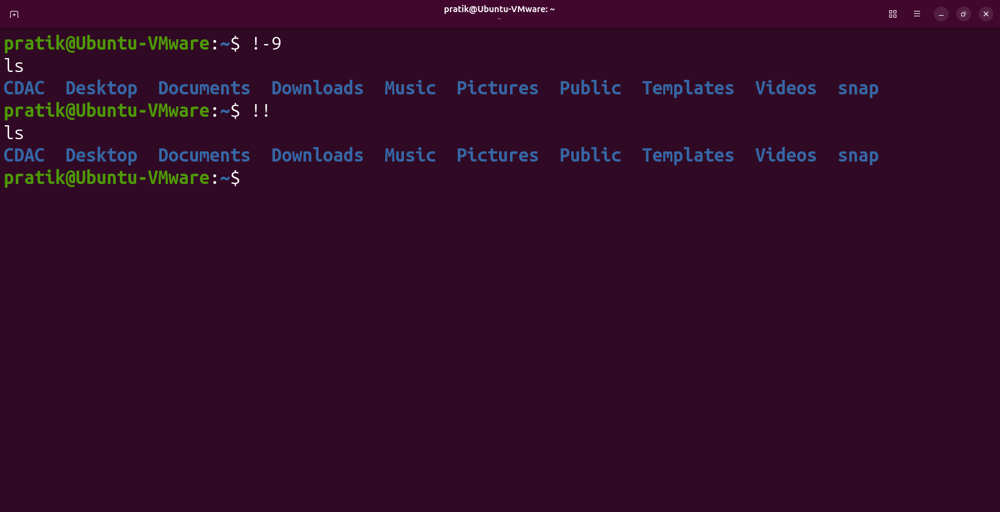 pratik@Ubuntu-VMware: ~
~
pratik@Ubuntu-VMware:~$ !-9
ls
CDAC  Desktop  Documents  Downloads  Music  Pictures  Public  Templates  Videos  snap
pratik@Ubuntu-VMware:~$ !!
ls
CDAC  Desktop  Documents  Downloads  Music  Pictures  Public  Templates  Videos  snap
pratik@Ubuntu-VMware:~$